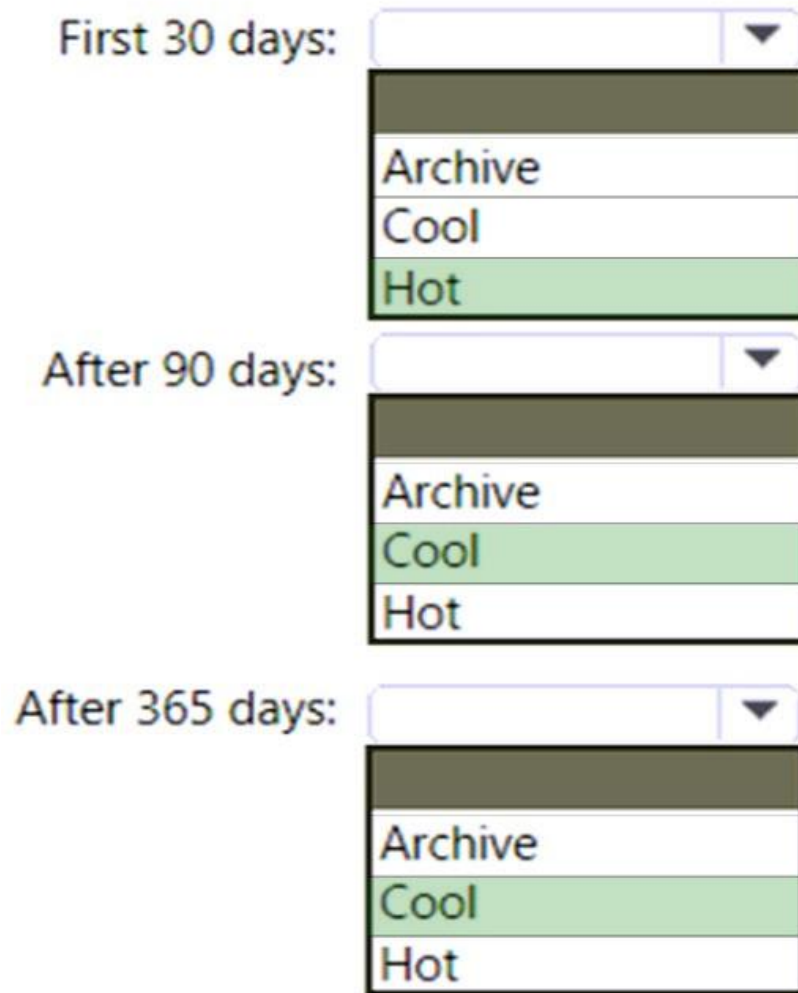 First 30 days:
Archive
Cool
Hot
After 90 days:
Archive
Cool
Hot
After 365 days:
Archive
Cool
Hot